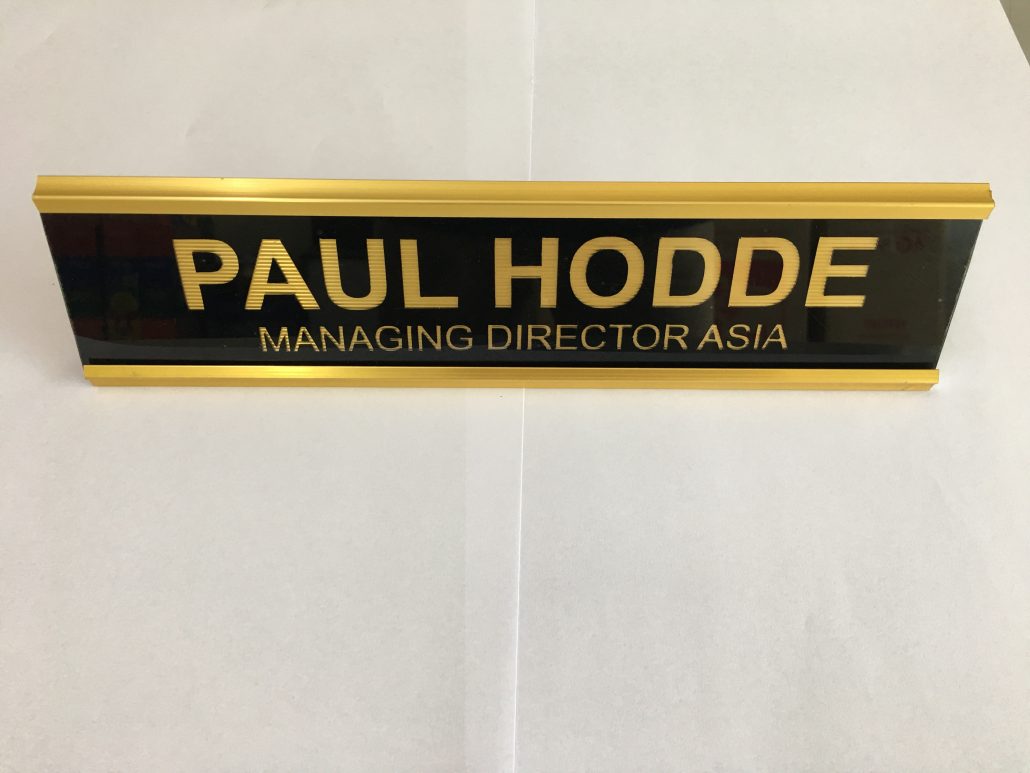 PAUL HODDE
MANAGING DIRECTOR ASIA